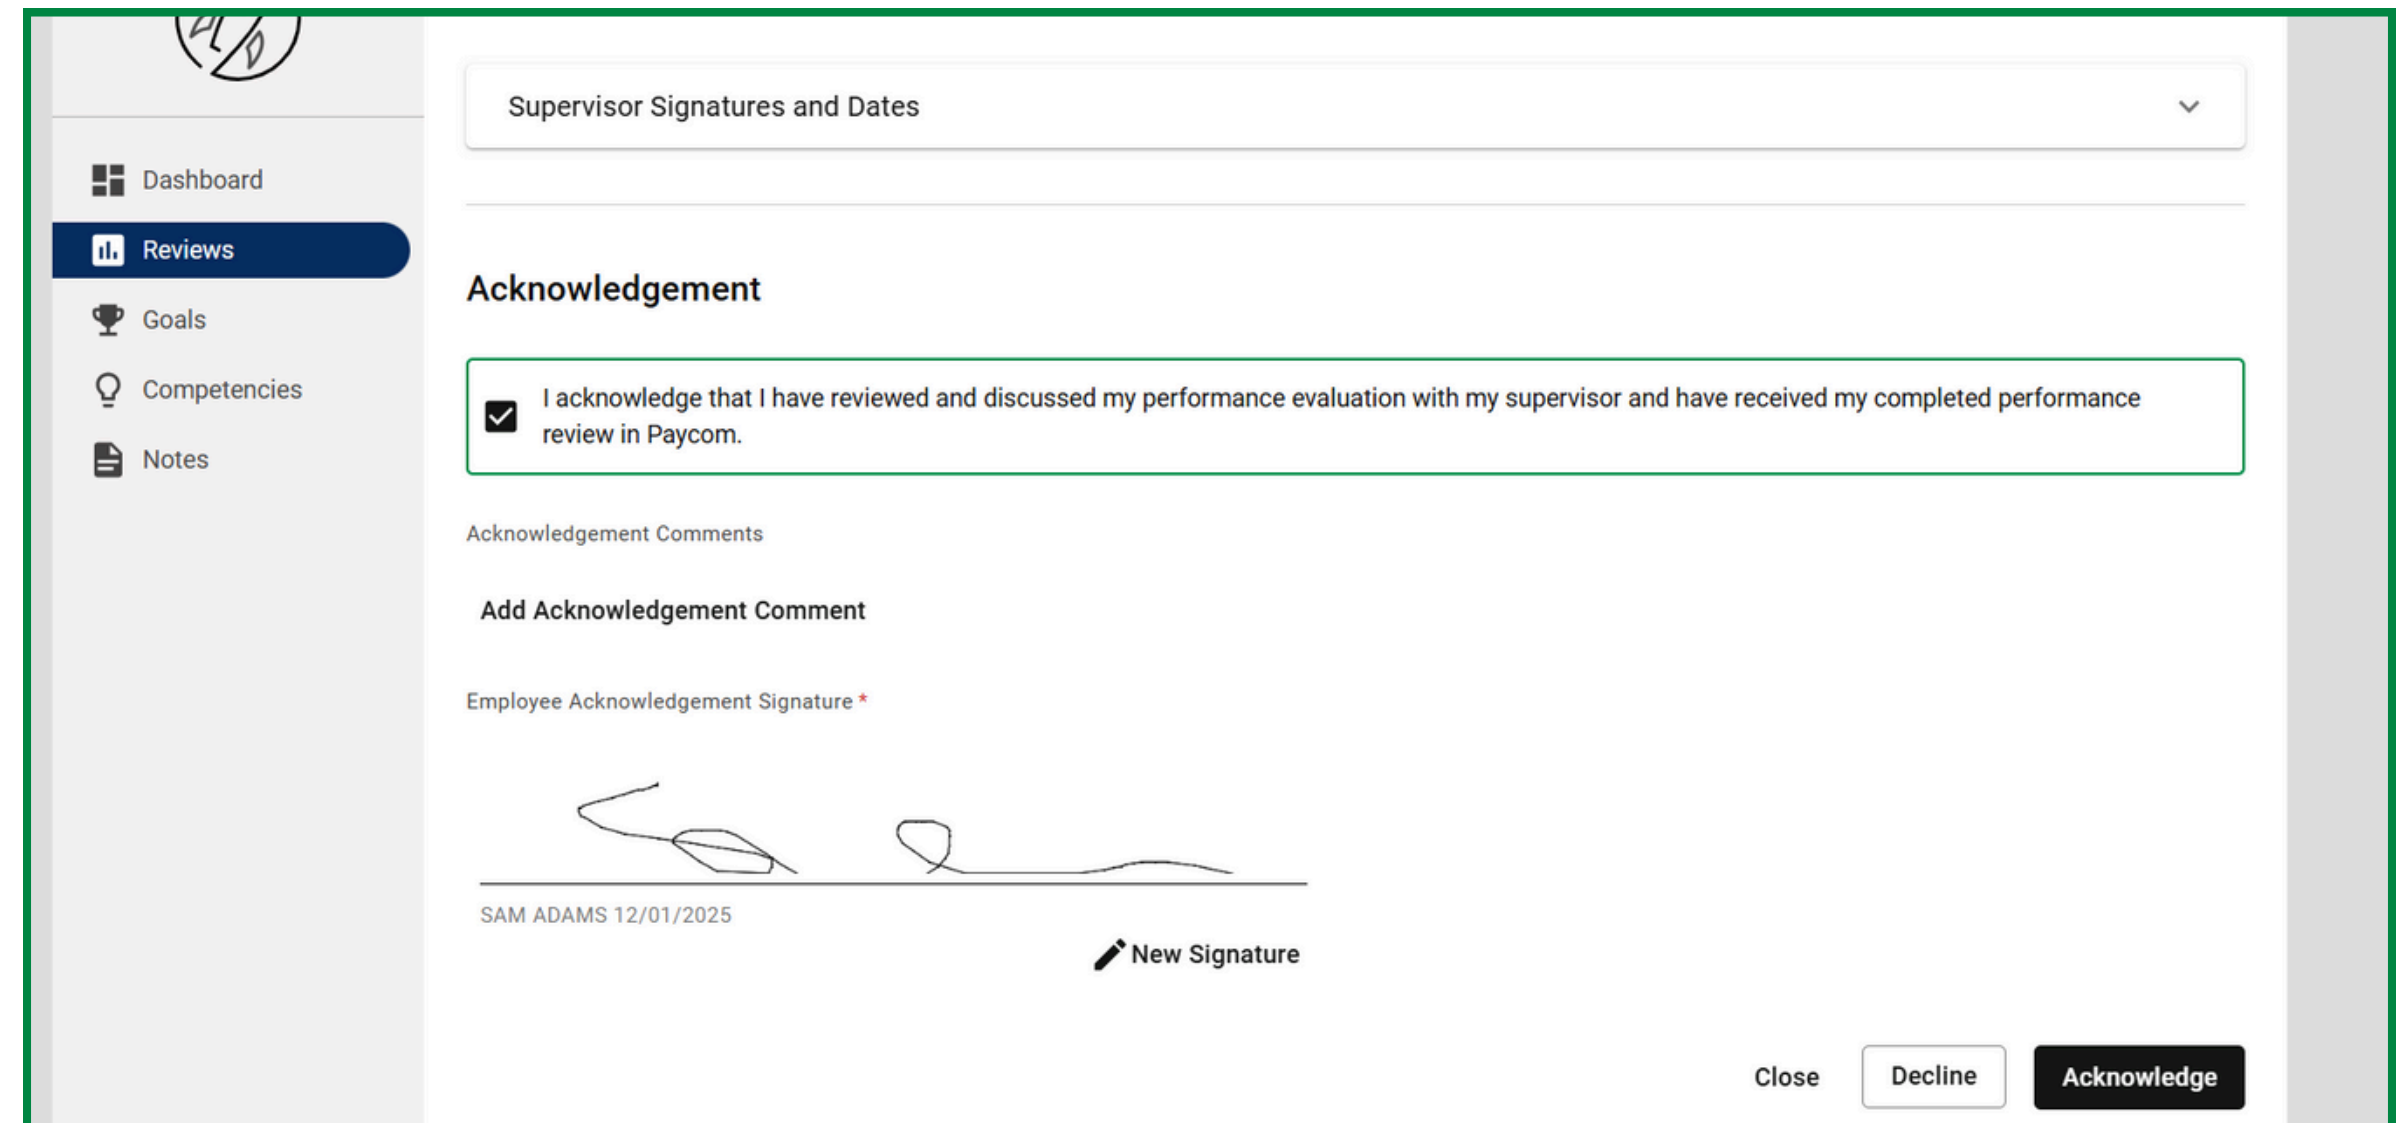 Supervisor Signatures and Dates
Dashboard
Reviews
Goals
Competencies
Notes
Acknowledgement
I acknowledge that I have reviewed and discussed my performance evaluation with my supervisor and have received my completed performance
review in Paycom.
Acknowledgement Comments
Add Acknowledgement Comment
Employee Acknowledgement Signature *
SAM ADAMS 12/01/2025
New Signature
Close
Decline
Acknowledge